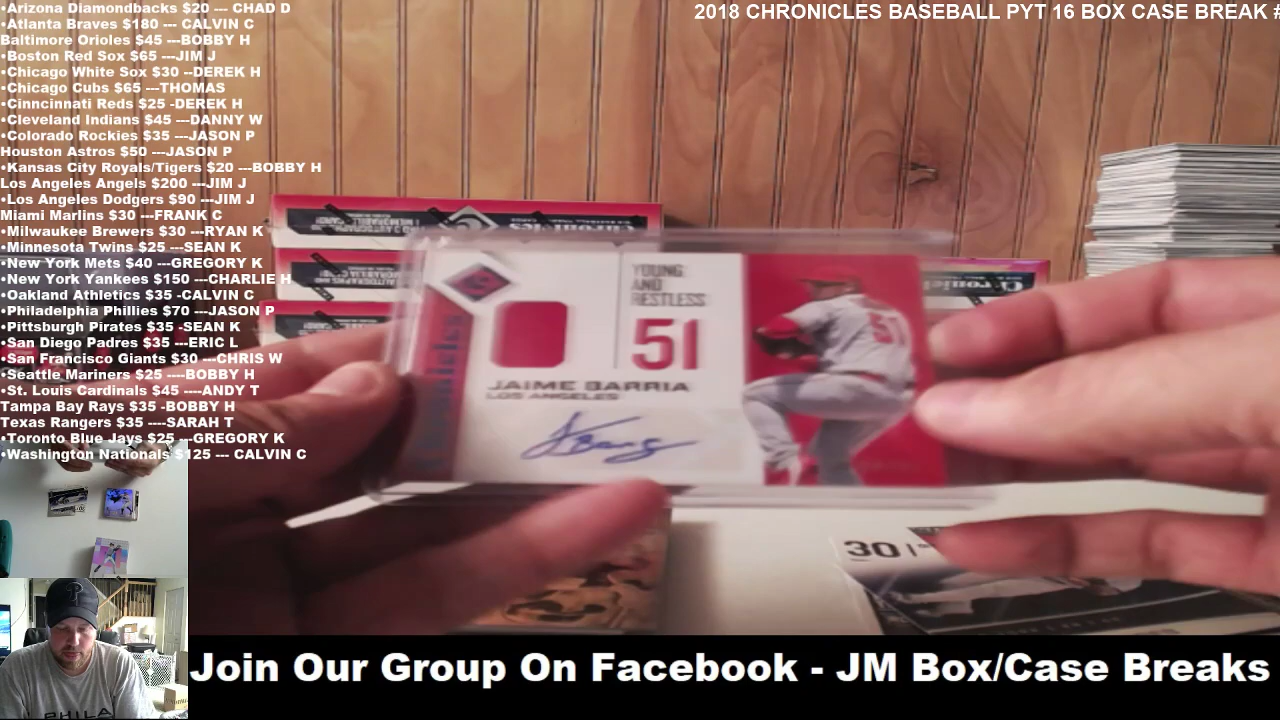 •Arizona Diamondbacks $20 --- CHAD D
•Atlanta Braves $180 --- CALVIN C
Baltimore Orioles $45 ---BOBBY H
•Boston Red Sox $65 ---JIM J
•Chicago White Sox $30 --DEREK H
•Chicago Cubs $65 ---THOMAS
•Cinncinnati Reds $25 -DEREK H
•Cleveland Indians $45 ---DANNY W
•Colorado Rockies $35 ---JASON P
Houston Astros $50 ---JASON P
•Kansas City Royals/Tigers $20 ---BOBBY H
Los Angeles Angels $200 ---JIM J
•Los Angeles Dodgers $90 ---JIM J
Miami Marlins $30 ---FRANK C
•Milwaukee Brewers $30 ---RYAN K
•Minnesota Twins $25 ---SEAN K
•New York Mets $40 ---GREGORY K
•New York Yankees $150 ---CHARLIE H
•Oakland Athletics $35 -CALVIN C
•Philadelphia Phillies $70 ---JASON P
•Pittsburgh Pirates $35 -SEAN K
•San Diego Padres $35 ---ERIC L
•San Francisco Giants $30 ---CHRIS W
•Seattle Mariners $25 ----BOBBY H
•St. Louis Cardinals $45 ----ANDY T
Tampa Bay Rays $35 -BOBBY H
Texas Rangers $35 ----SARAH T
•Toronto Blue Jays $25 ---GREGORY K
•Washington Nationals $125 --- CALVIN C
2018 CHRONICLES BASEBALL PYT 16 BOX CASE BREAK #
Chronicles
YOUNG
AND
RESTLESS
51
JAIME BARRIA
LOS ANGELES
51
30
PHILA
Join Our Group On Facebook - JM Box/Case Breaks